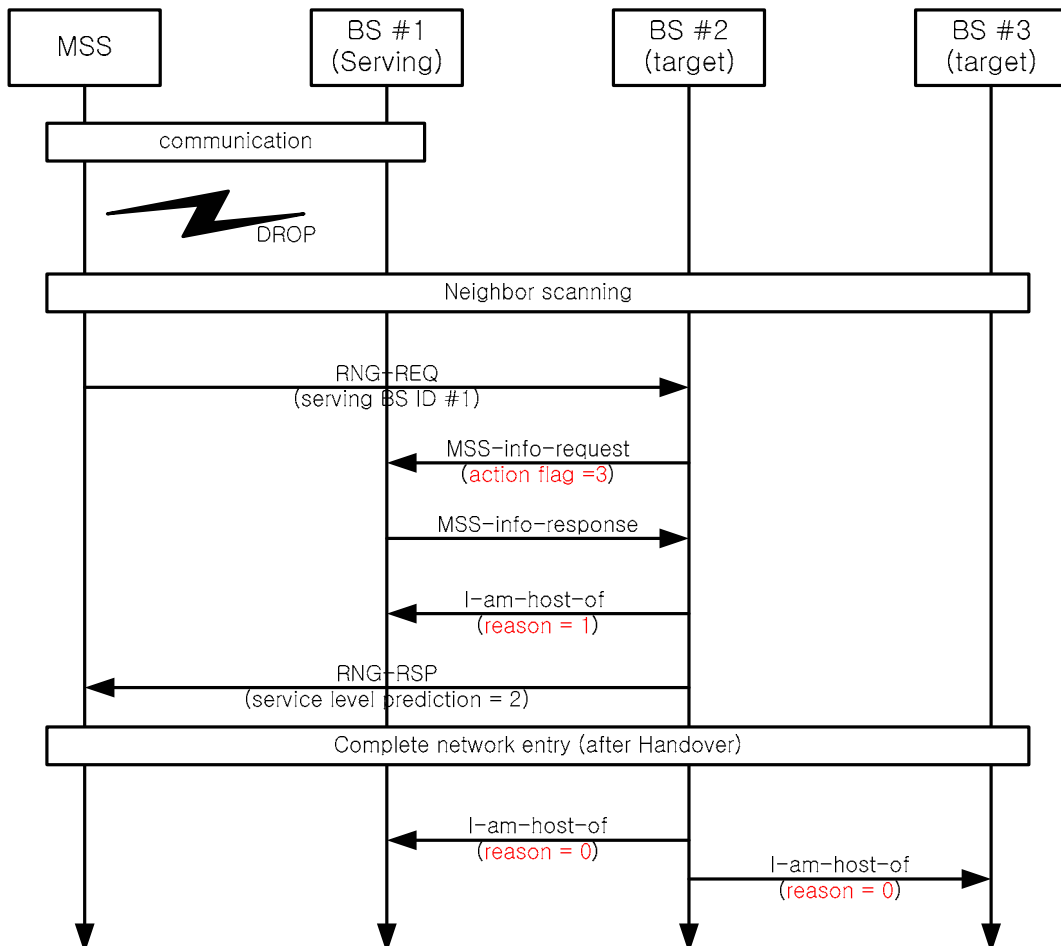 MSS
BS #1
(Serving)
BS #2
(target)
BS #3
(target)
communication
DROP
Neighbor scanning
RNG-REQ
(serving BS ID #1)
MSS-info-request
(action flag =3)
MSS-info-response
I-am-host-of
(reason = 1)
RNG-RSP
(service level prediction = 2)
Complete network entry (after Handover)
I-am-host-of
(reason = 0)
I-am-host-of
(reason = 0)